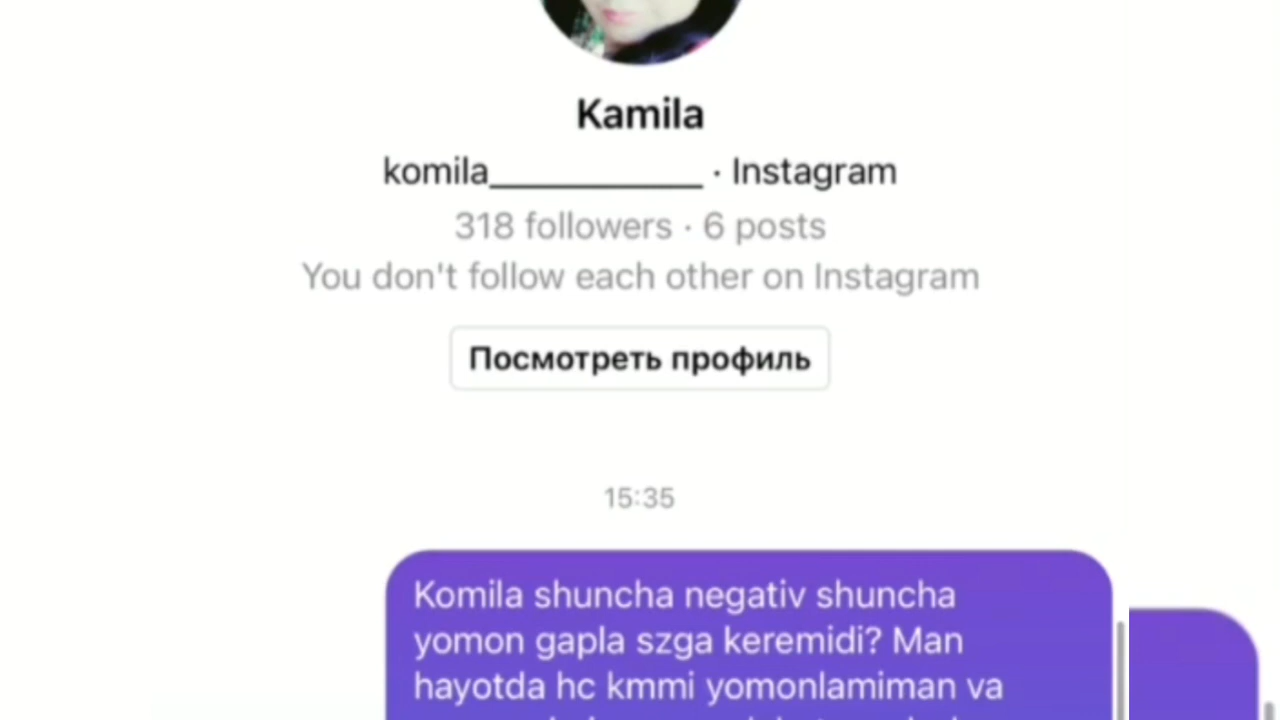 Kamila
komila____________ · Instagram
318 followers · 6 posts
You don't follow each other on Instagram
Посмотреть профиль
15:35
Komila shuncha negativ shuncha
yomon gapla szga keremidi? Man
hayotda hc kmmi yomonlamiman va